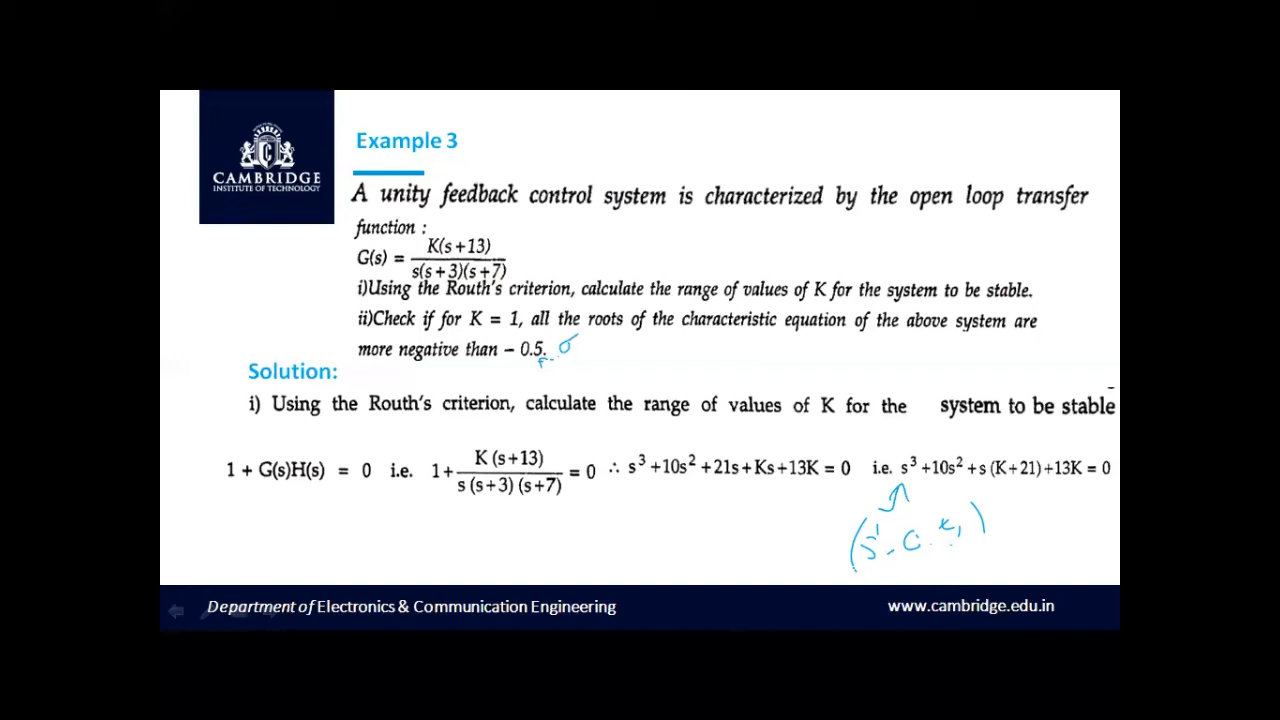 CAMBRIDGE
INSTITUTE OF TECHNOLOGY
Example 3
A unity feedback control system is characterized by the open loop transfer
function :
G(s) = K(s+13) / s(s+3)(s+7)
i)Using the Routh's criterion, calculate the range of values of K for the system to be stable.
ii)Check if for K = 1, all the roots of the characteristic equation of the above system are
more negative than – 0.5. σ
Solution:
i) Using the Routh's criterion, calculate the range of values of K for the system to be stable
1 + G(s)H(s) = 0 i.e. 1+ K (s+13) / s (s+3) (s+7) = 0 ∴ s³ +10s² +21s+Ks+13K = 0 i.e. s³ +10s² +s (K+21)+13K = 0
Department of Electronics & Communication Engineering
www.cambridge.edu.in